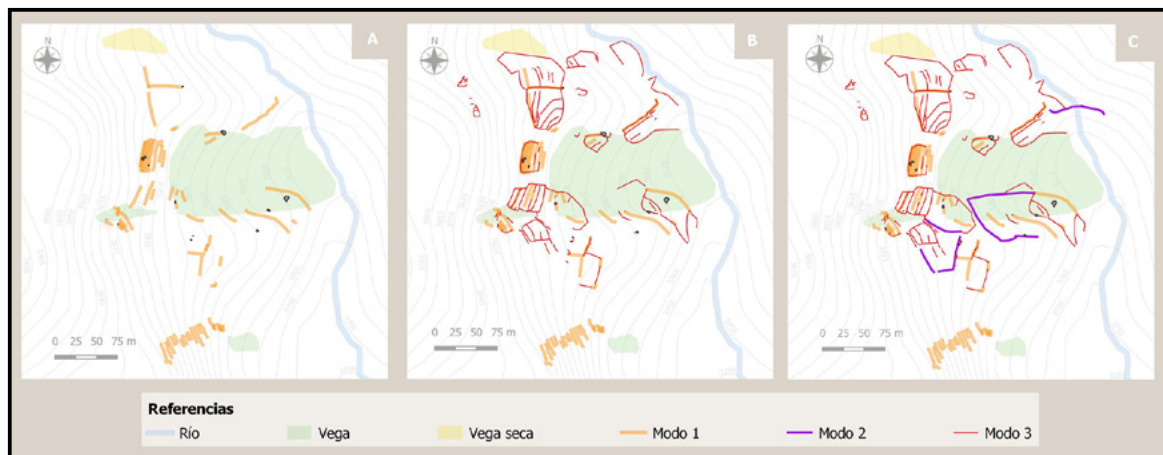 A
B
C
N
N
N
0 25 50 75 m
0 25 50 75 m
0 25 50 75 m
Referencias
Río
Vega
Vega seca
Modo 1
Modo 2
Modo 3